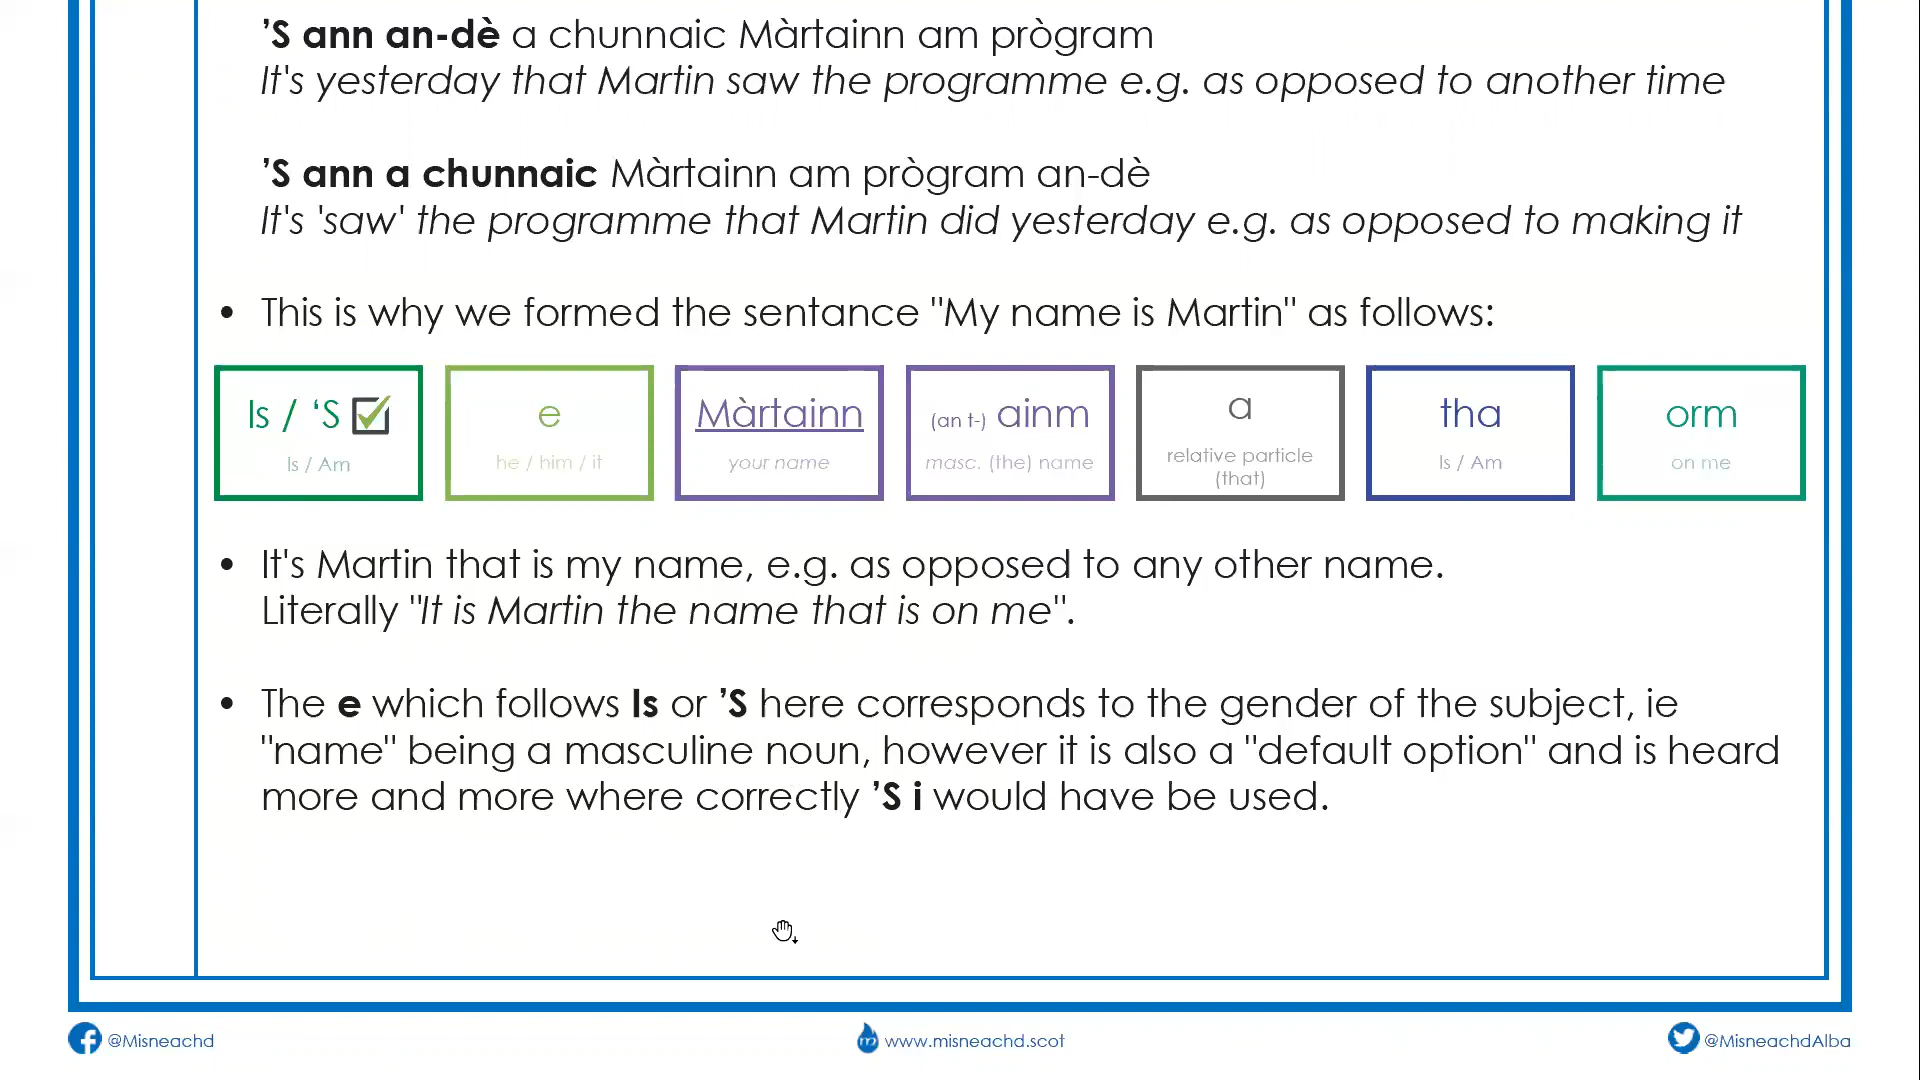 ’S ann an-dè a chunnaic Màrtainn am prògram
It's yesterday that Martin saw the programme e.g. as opposed to another time
’S ann a chunnaic Màrtainn am prògram an-dè
It's 'saw' the programme that Martin did yesterday e.g. as opposed to making it
• This is why we formed the sentance "My name is Martin" as follows:
Is / ‘S
Is / Am
e
he / him / it
Màrtainn
your name
(an t-) ainm
masc. (the) name
a
relative particle
(that)
tha
Is / Am
orm
on me
• It's Martin that is my name, e.g. as opposed to any other name.
Literally "It is Martin the name that is on me".
• The e which follows Is or ’S here corresponds to the gender of the subject, ie
"name" being a masculine noun, however it is also a "default option" and is heard
more and more where correctly ’S i would have be used.
@Misneachd
www.misneachd.scot
@MisneachdAlba